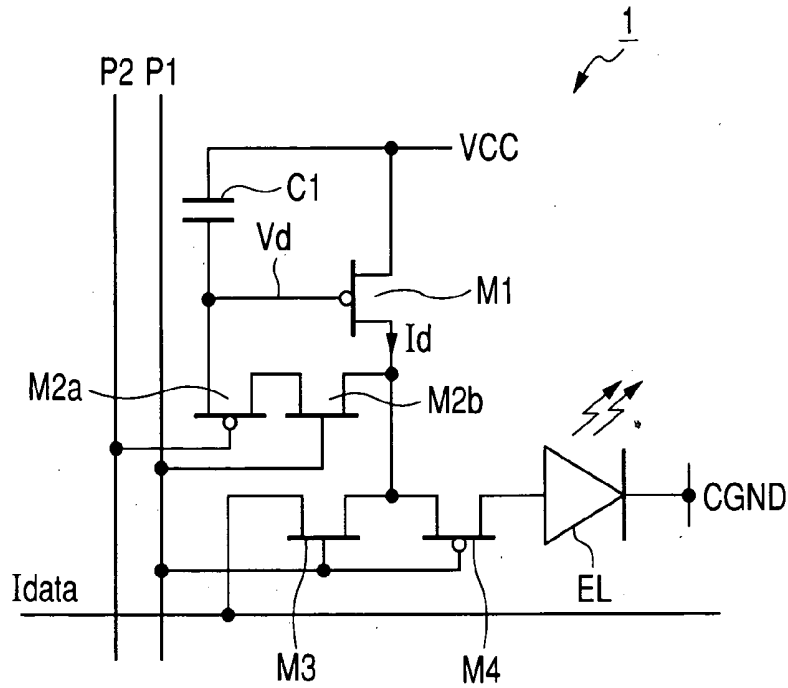 1
P2 P1
VCC
C1
Vd
M1
Id
M2a
M2b
CGND
EL
Idata
M3
M4